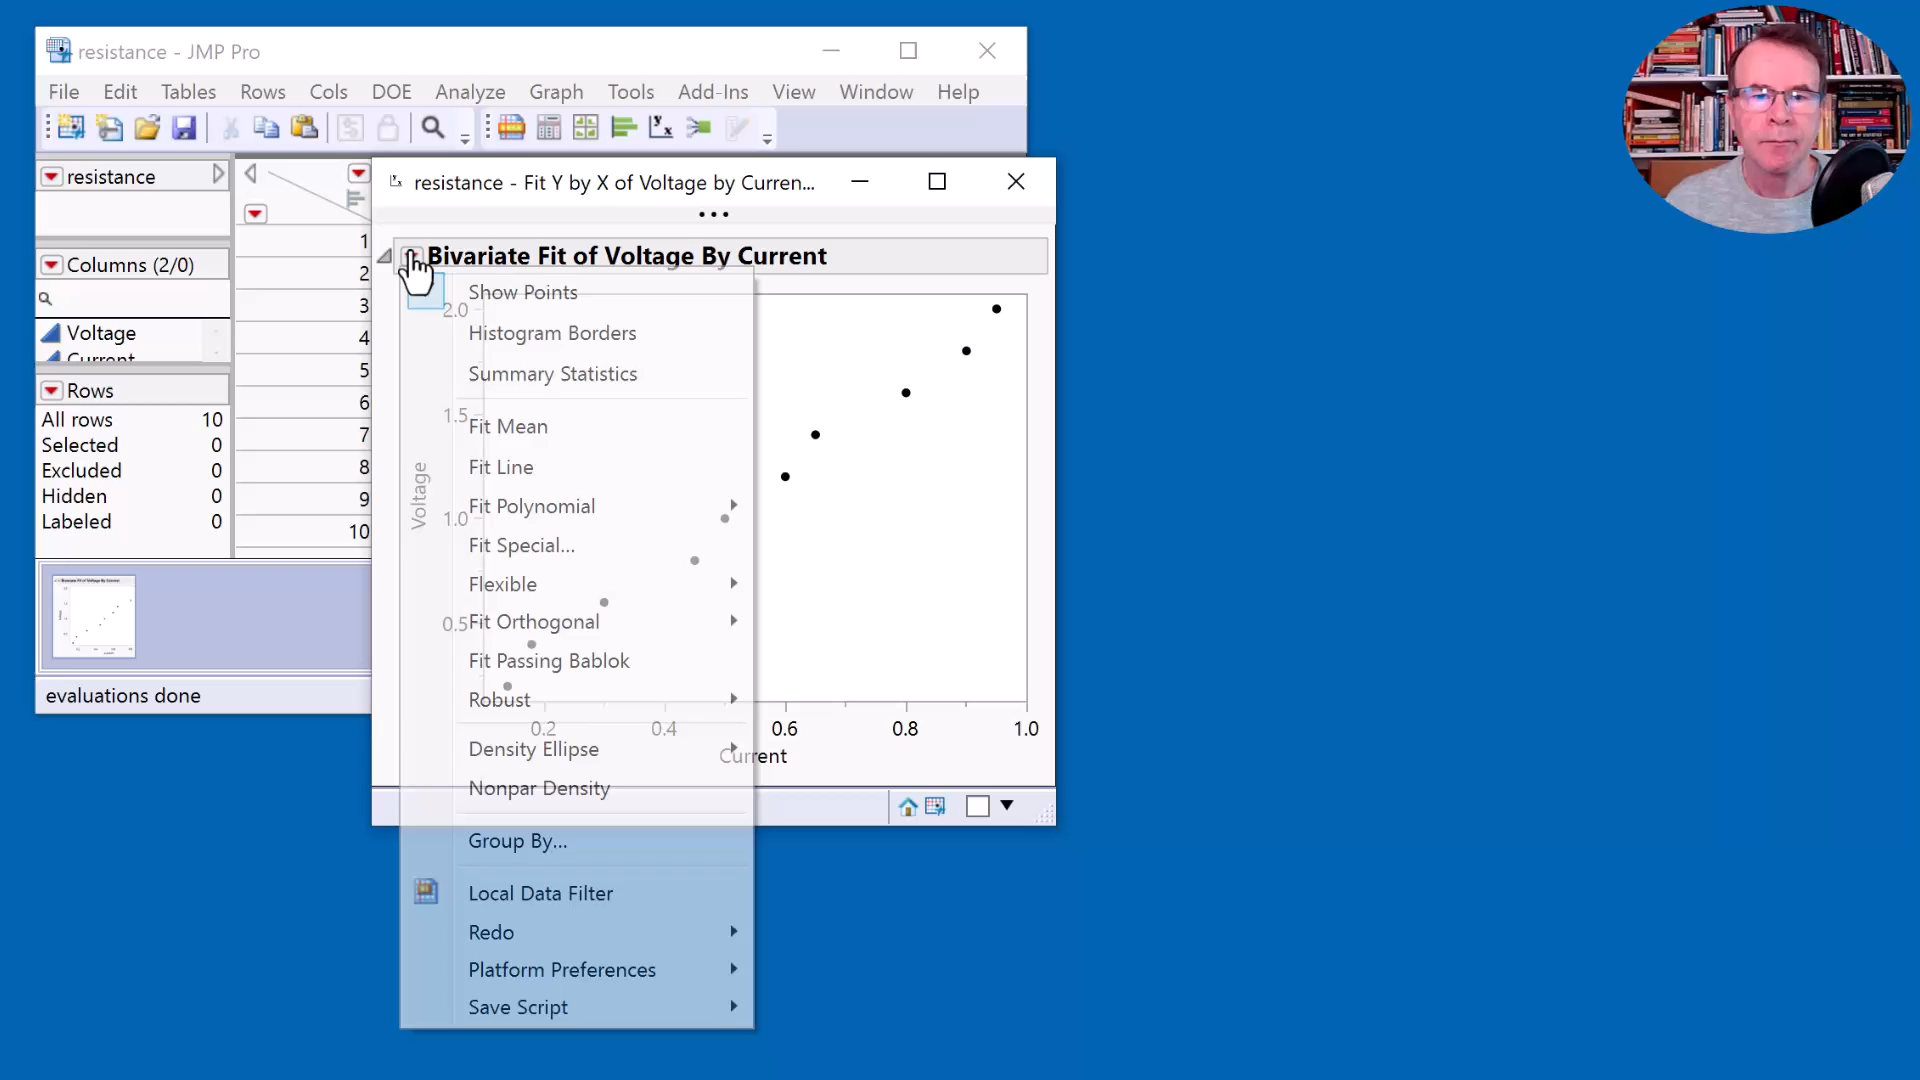 resistance - JMP Pro
File Edit Tables Rows Cols DOE Analyze Graph Tools Add-Ins View Window Help
resistance
Columns (2/0)
Voltage
Current
Rows
All rows 10
Selected 0
Excluded 0
Hidden 0
Labeled 0
evaluations done
1
2
3
4
5
6
7
8
9
10
resistance - Fit Y by X of Voltage by Curren...
Bivariate Fit of Voltage By Current
Show Points
Histogram Borders
Summary Statistics
Fit Mean
Fit Line
Fit Polynomial
Fit Special...
Flexible
Fit Orthogonal
Fit Passing Bablok
Robust
Density Ellipse
Nonpar Density
Group By...
Local Data Filter
Redo
Platform Preferences
Save Script
Voltage
2.0
1.5
1.0
0.5
0.2 0.4 0.6 0.8 1.0
Current